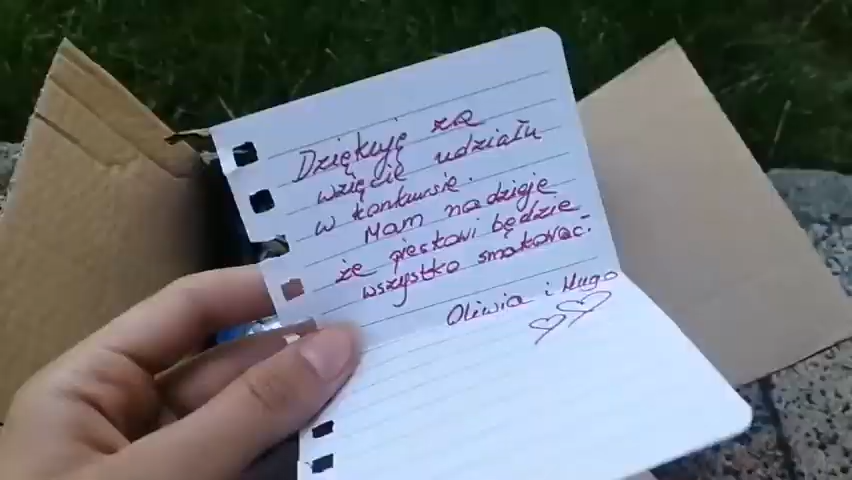 Dziękuję za
wzięcie udziału
w konkursie.
Mam nadzieję
że pieskowi będzie
wszystko smakować.
Oliwia i Hugo